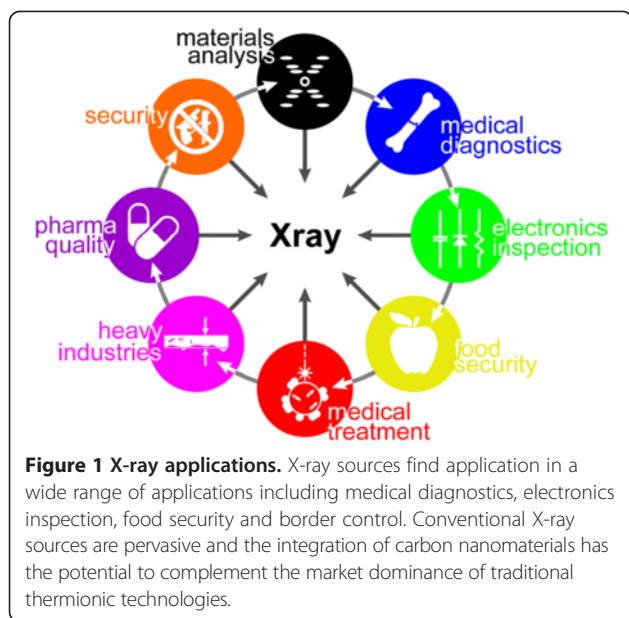 materials
analysis
security
medical
diagnostics
pharma
quality
Xray
electronics
inspection
heavy
industries
food
security
medical
treatment
Figure 1 X-ray applications. X-ray sources find application in a
wide range of applications including medical diagnostics, electronics
inspection, food security and border control. Conventional X-ray
sources are pervasive and the integration of carbon nanomaterials has
the potential to complement the market dominance of traditional
thermionic technologies.